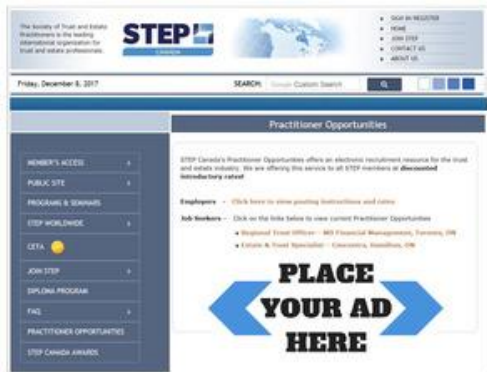 The Society of Trust and Estate
Practitioners is the leading
international organization for
trust and estate professionals.
STEP
CANADA
SIGN IN REGISTER
HOME
JOIN STEP
CONTACT US
ABOUT US
Friday, December 8, 2017
SEARCH: Google Custom Search
Practitioner Opportunities
MEMBER'S ACCESS
PUBLIC SITE
PROGRAMS & SEMINARS
STEP WORLDWIDE
CETA
JOIN STEP
DIPLOMA PROGRAM
FAQ
PRACTITIONER OPPORTUNITIES
STEP CANADA AWARDS
STEP Canada's Practitioner Opportunities offers an electronic recruitment resource for the trust
and estate industry. We are offering this service to all STEP members at discounted
introductory rates!
Employers - Click here to view posting instructions and rates
Job Seekers - Click on the links below to view current Practitioner Opportunities
Regional Trust Officer - MD Financial Management, Toronto, ON
Estate & Trust Specialist - Concentra, Hamilton, ON
PLACE
YOUR AD
HERE